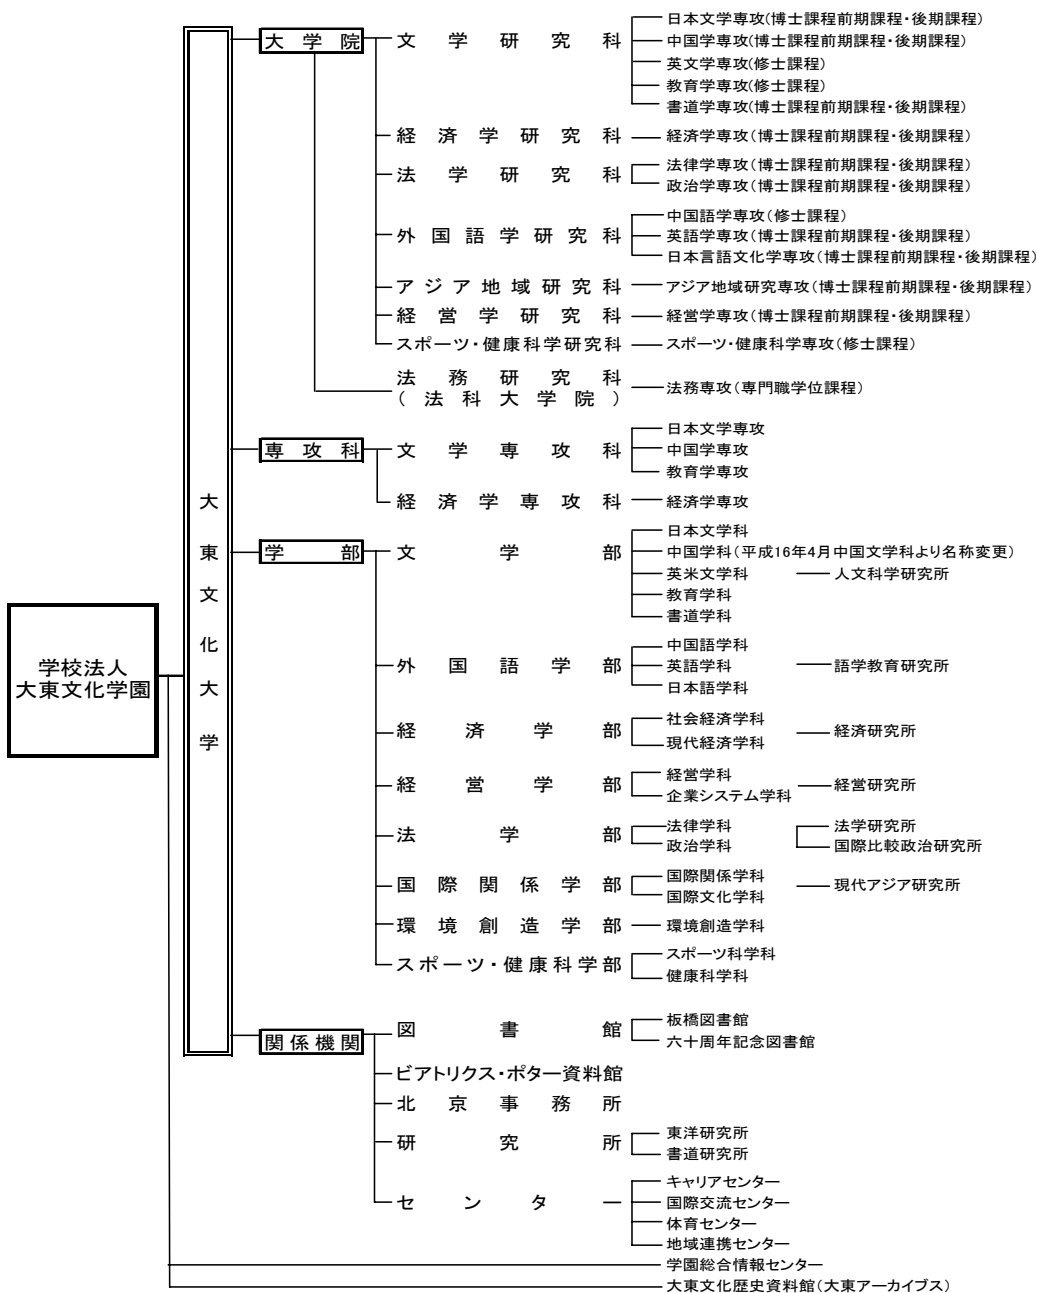 学校法人
大東文化学園
大東文化大学
大学院
文学研究科
日本文学専攻(博士課程前期課程・後期課程)
中国学専攻(博士課程前期課程・後期課程)
英文学専攻(修士課程)
教育学専攻(修士課程)
書道学専攻(博士課程前期課程・後期課程)
経済学研究科
経済学専攻(博士課程前期課程・後期課程)
法学研究科
法律学専攻(博士課程前期課程・後期課程)
政治学専攻(博士課程前期課程・後期課程)
外国語学研究科
中国語学専攻(修士課程)
英語学専攻(博士課程前期課程・後期課程)
日本言語文化学専攻(博士課程前期課程・後期課程)
アジア地域研究科
アジア地域研究専攻(博士課程前期課程・後期課程)
経営学研究科
経営学専攻(博士課程前期課程・後期課程)
スポーツ・健康科学研究科
スポーツ・健康科学専攻(修士課程)
法務研究科
(法科大学院)
法務専攻(専門職学位課程)
専攻科
文学専攻科
日本文学専攻
中国学専攻
教育学専攻
経済学専攻科
経済学専攻
学部
文学部
日本文学科
中国学科(平成16年4月中国文学科より名称変更)
英米文学科
人文科学研究所
教育学科
書道学科
外国語学部
中国語学科
英語学科
語学教育研究所
日本語学科
経済学部
社会経済学科
現代経済学科
経済研究所
経営学部
経営学科
企業システム学科
経営研究所
法学部
法律学科
政治学科
法学研究所
国際比較政治研究所
国際関係学部
国際関係学科
国際文化学科
現代アジア研究所
環境創造学部
環境創造学科
スポーツ・健康科学部
スポーツ科学科
健康科学科
関係機関
図書館
板橋図書館
六十周年記念図書館
ビアトリクス・ポター資料館
北京事務所
研究所
東洋研究所
書道研究所
センター
キャリアセンター
国際交流センター
体育センター
地域連携センター
学園総合情報センター
大東文化歴史資料館(大東アーカイブス)